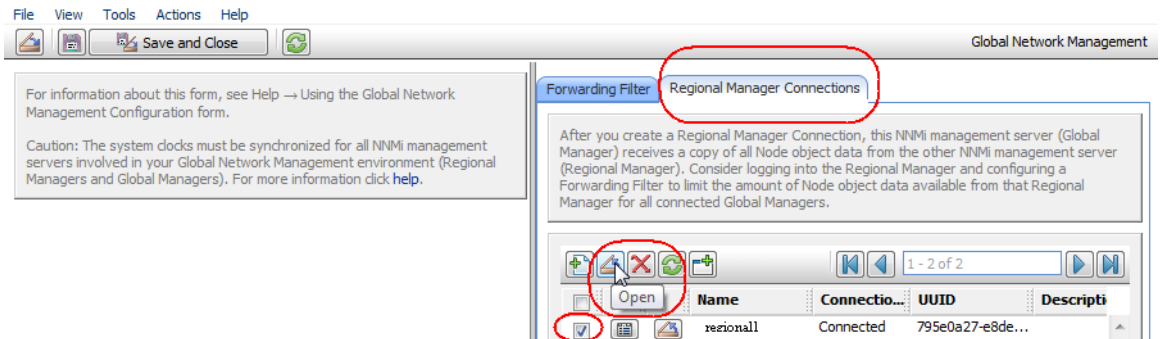 File View Tools Actions Help
Save and Close
Global Network Management
For information about this form, see Help → Using the Global Network
Management Configuration form.
Caution: The system clocks must be synchronized for all NNMi management
servers involved in your Global Network Management environment (Regional
Managers and Global Managers). For more information click help.
Forwarding Filter
Regional Manager Connections
After you create a Regional Manager Connection, this NNMi management server (Global
Manager) receives a copy of all Node object data from the other NNMi management server
(Regional Manager). Consider logging into the Regional Manager and configuring a
Forwarding Filter to limit the amount of Node object data available from that Regional
Manager for all connected Global Managers.
1 - 2 of 2
Open
Name Connectio... UUID Descripti
regional1 Connected 795e0a27-e8de...